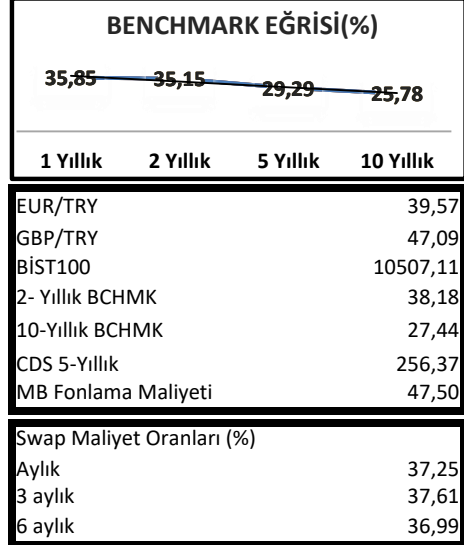 BENCHMARK EĞRİSİ(%)
35,85 35,15 29,29 25,78
1 Yıllık 2 Yıllık 5 Yıllık 10 Yıllık
EUR/TRY 39,57
GBP/TRY 47,09
BİST100 10507,11
2- Yıllık BCHMK 38,18
10-Yıllık BCHMK 27,44
CDS 5-Yıllık 256,37
MB Fonlama Maliyeti 47,50
Swap Maliyet Oranları (%)
Aylık 37,25
3 aylık 37,61
6 aylık 36,99